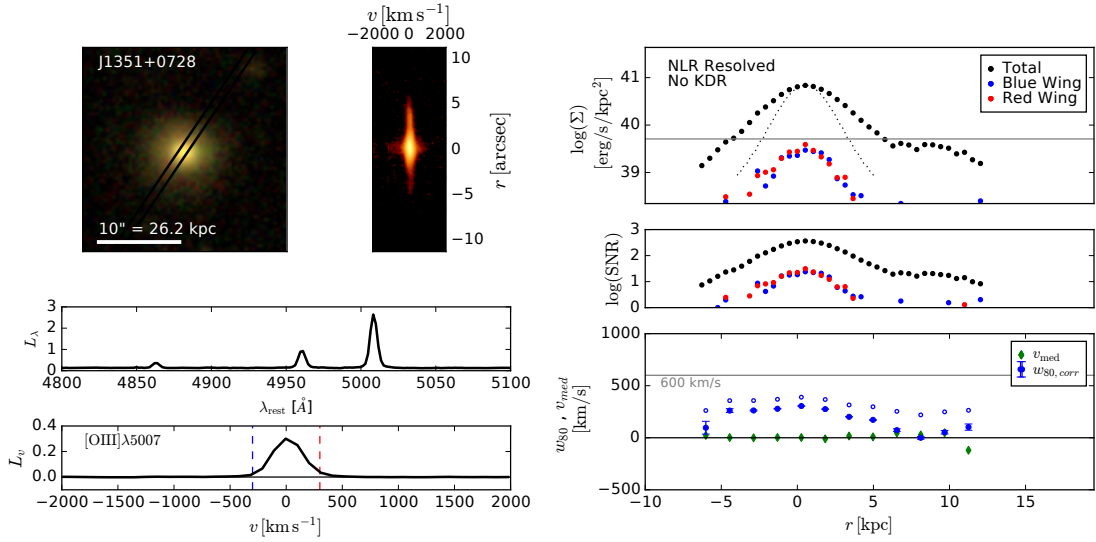 J1351+0728
10" = 26.2 kpc
v [km s⁻¹]
−2000 0 2000
10
5
0
−5
−10
r [arcsec]
L_λ
3
2
1
0
4800 4850 4900 4950 5000 5050 5100
λ_rest [Å]
[OIII]λ5007
L_v
0.4
0.2
0.0
−2000 −1500 −1000 −500 0 500 1000 1500 2000
v [km s⁻¹]
NLR Resolved
No KDR
Total
Blue Wing
Red Wing
log(Σ)
[erg/s/kpc²]
41
40
39
log(SNR)
3
2
1
0
1000
500
0
−500
600 km/s
v_med
w_80,corr
w_80 , v_med
[km/s]
−10 −5 0 5 10 15
r [kpc]